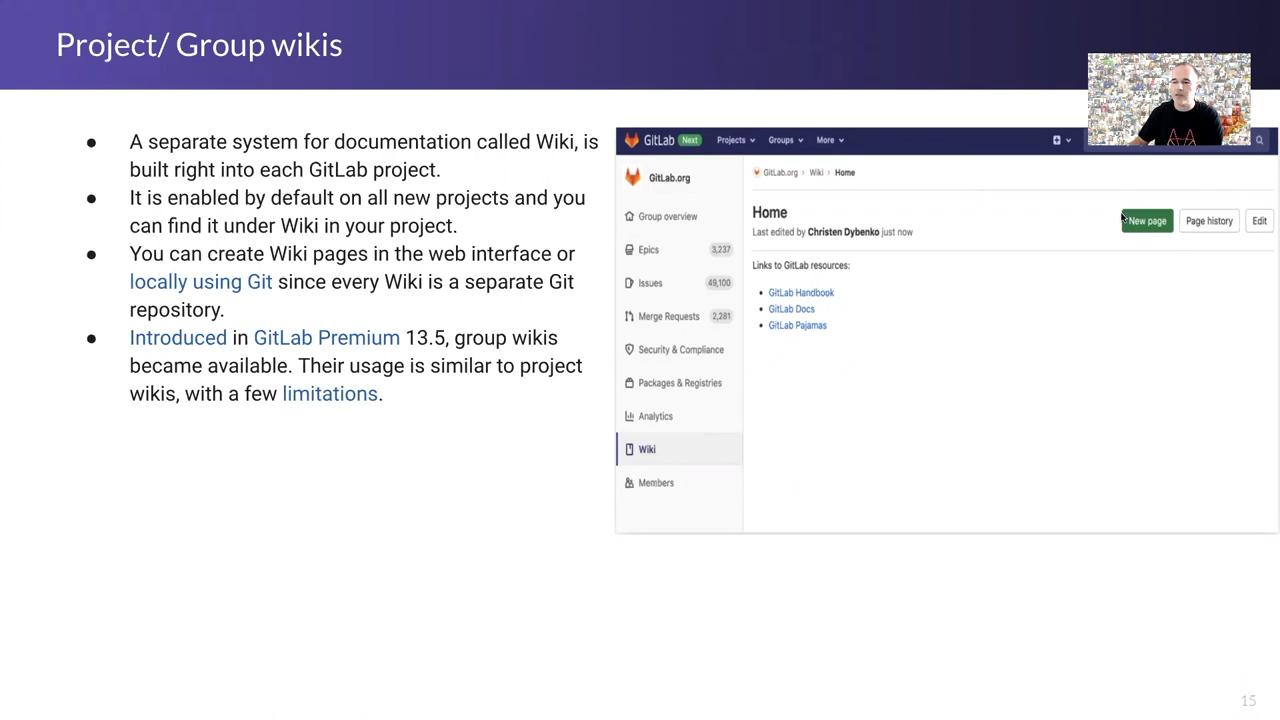 Project/ Group wikis
● A separate system for documentation called Wiki, is
built right into each GitLab project.
● It is enabled by default on all new projects and you
can find it under Wiki in your project.
● You can create Wiki pages in the web interface or
locally using Git since every Wiki is a separate Git
repository.
● Introduced in GitLab Premium 13.5, group wikis
became available. Their usage is similar to project
wikis, with a few limitations.
GitLab Next Projects Groups More
GitLab.org
Group overview
Epics 3,237
Issues 49,100
Merge Requests 2,281
Security & Compliance
Packages & Registries
Analytics
Wiki
Members
GitLab.org › Wiki › Home
Home
Last edited by Christen Dybenko just now
New page Page history Edit
Links to GitLab resources:
• GitLab Handbook
• GitLab Docs
• GitLab Pajamas
15